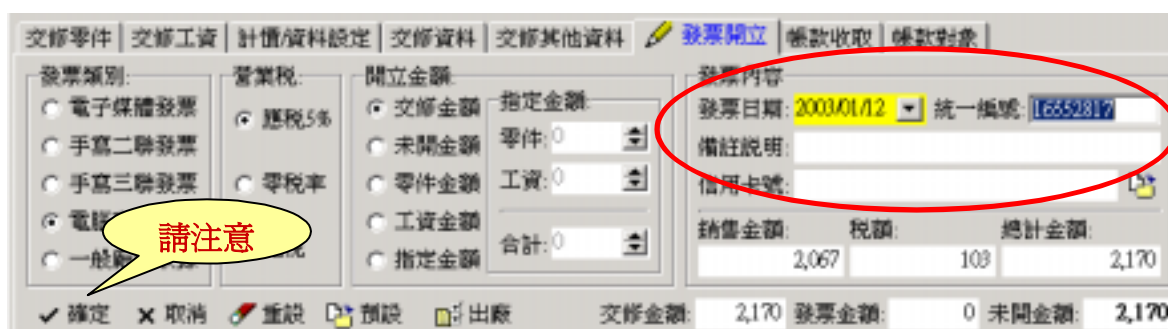 交修零件 交修工資 計價/資料設定 交修資料 交修其他資料 發票開立 帳款收取 帳款對象
發票類別: 營業稅: 開立金額: 發票內容
電子媒體發票 應稅5% 交修金額 指定金額: 發票日期: 2003/01/12 統一編號: 16652817
手寫二聯發票 未開金額 零件: 0 備註說明:
手寫三聯發票 零稅率 零件金額 工資: 0 信用卡號:
電腦 工資金額 銷售金額: 稅額: 總計金額:
請注意
一般 指定金額 合計: 0 2,067 103 2,170
確定 取消 重設 預設 出廠 交修金額: 2,170 發票金額: 0 未開金額: 2,170